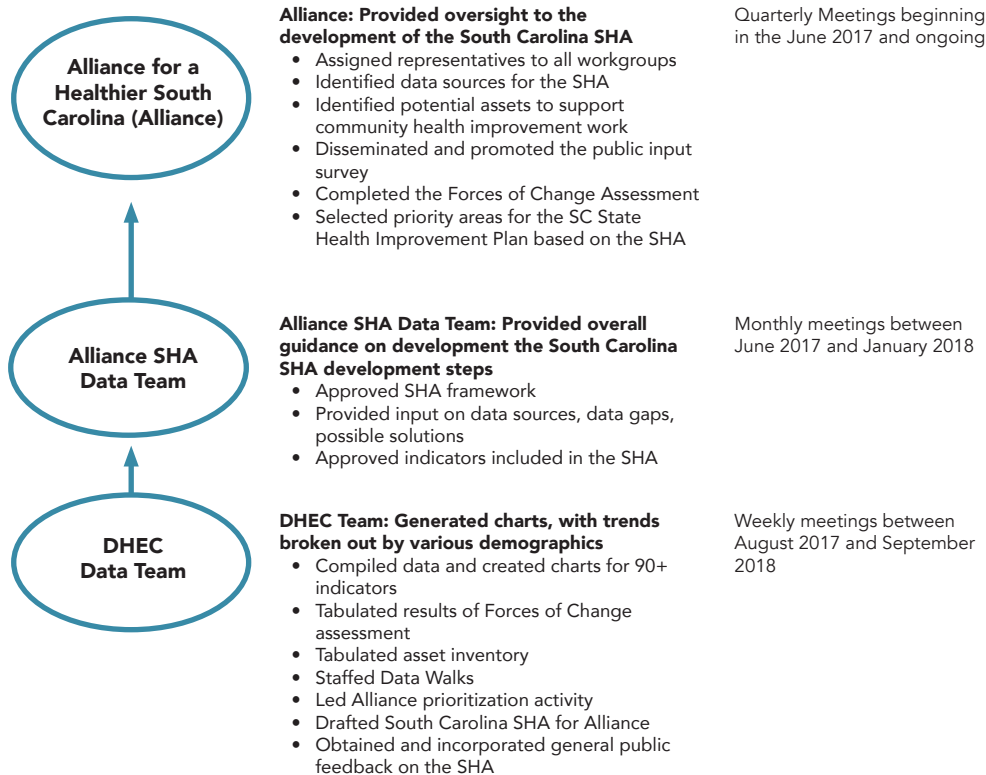 Alliance for a
Healthier South
Carolina (Alliance)
Alliance: Provided oversight to the
development of the South Carolina SHA
• Assigned representatives to all workgroups
• Identified data sources for the SHA
• Identified potential assets to support
community health improvement work
• Disseminated and promoted the public input
survey
• Completed the Forces of Change Assessment
• Selected priority areas for the SC State
Health Improvement Plan based on the SHA
Quarterly Meetings beginning
in the June 2017 and ongoing
Alliance SHA
Data Team
Alliance SHA Data Team: Provided overall
guidance on development the South Carolina
SHA development steps
• Approved SHA framework
• Provided input on data sources, data gaps,
possible solutions
• Approved indicators included in the SHA
Monthly meetings between
June 2017 and January 2018
DHEC
Data Team
DHEC Team: Generated charts, with trends
broken out by various demographics
• Compiled data and created charts for 90+
indicators
• Tabulated results of Forces of Change
assessment
• Tabulated asset inventory
• Staffed Data Walks
• Led Alliance prioritization activity
• Drafted South Carolina SHA for Alliance
• Obtained and incorporated general public
feedback on the SHA
Weekly meetings between
August 2017 and September
2018